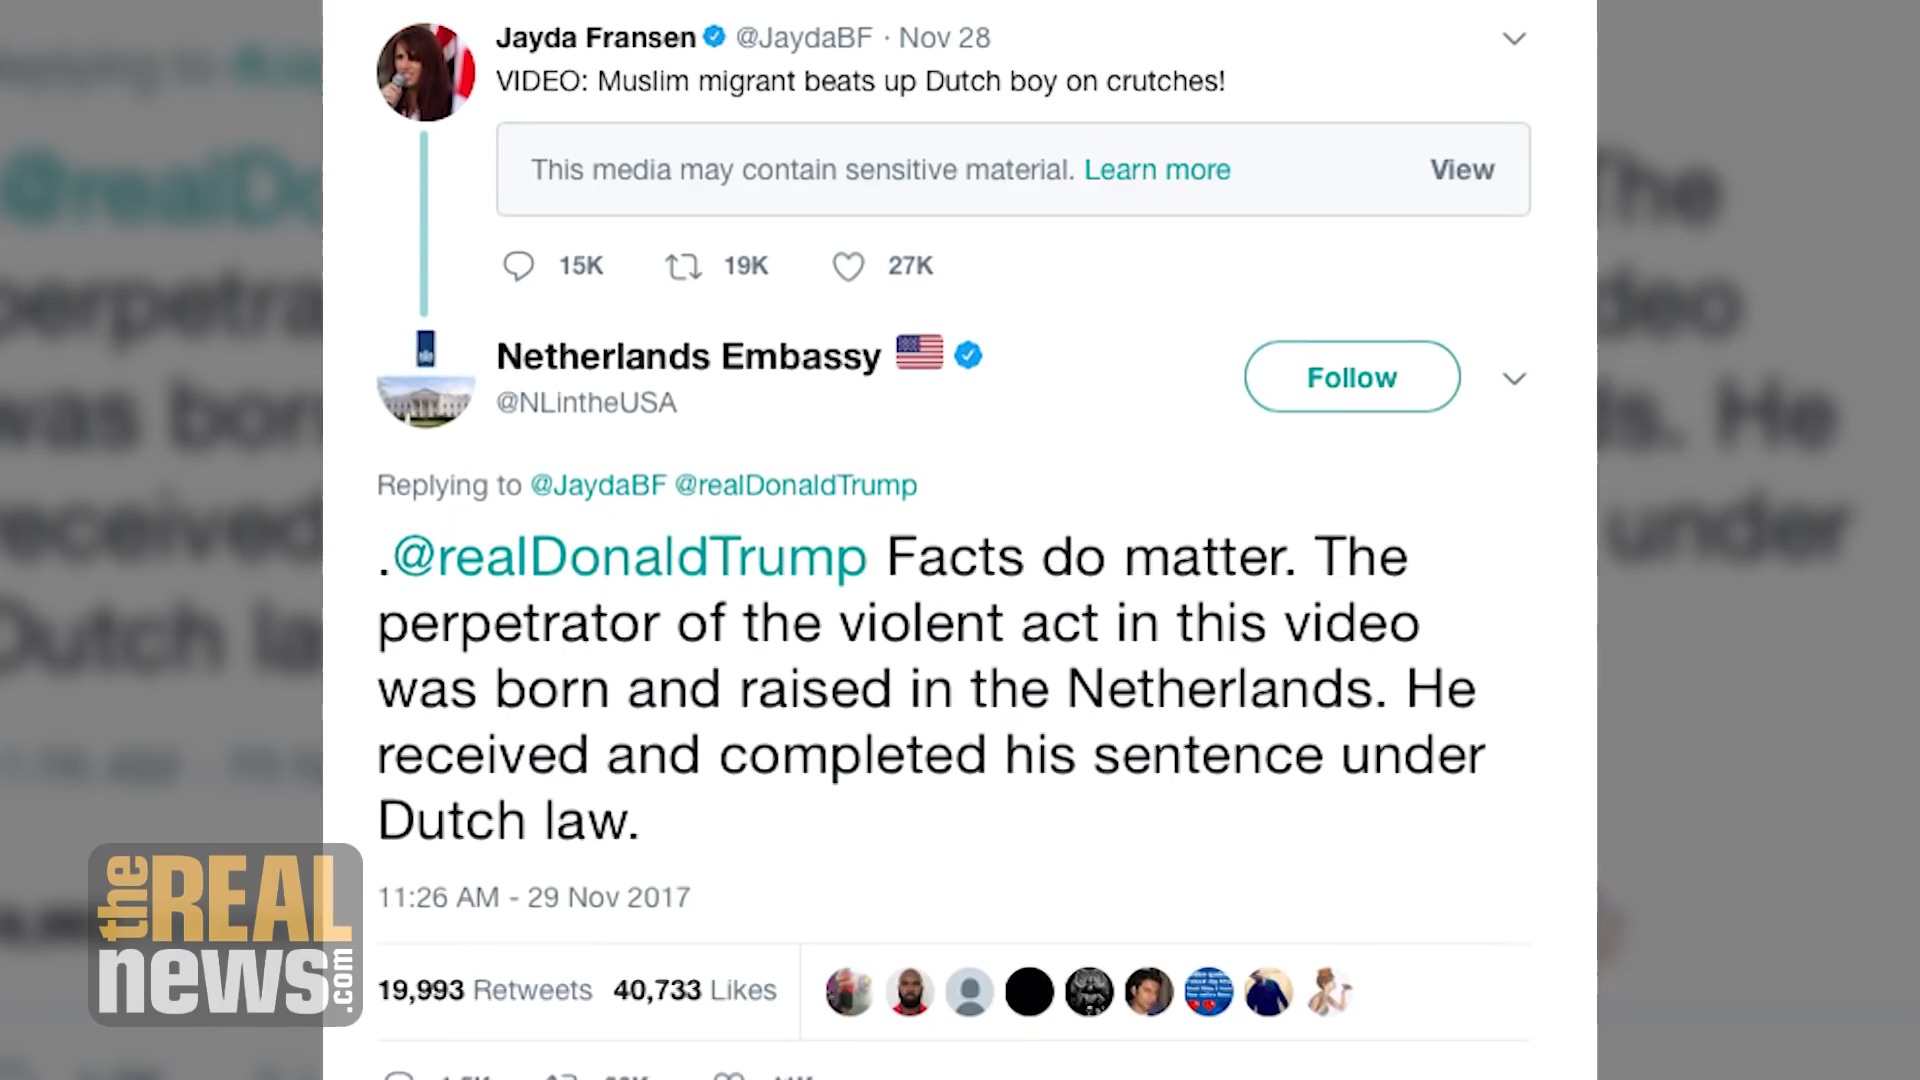 Jayda Fransen @JaydaBF · Nov 28
VIDEO: Muslim migrant beats up Dutch boy on crutches!
This media may contain sensitive material. Learn more View
15K 19K 27K
Netherlands Embassy
@NLintheUSA
Follow
Replying to @JaydaBF @realDonaldTrump
.@realDonaldTrump Facts do matter. The
perpetrator of the violent act in this video
was born and raised in the Netherlands. He
received and completed his sentence under
Dutch law.
11:26 AM - 29 Nov 2017
19,993 Retweets 40,733 Likes
the REAL
news.com